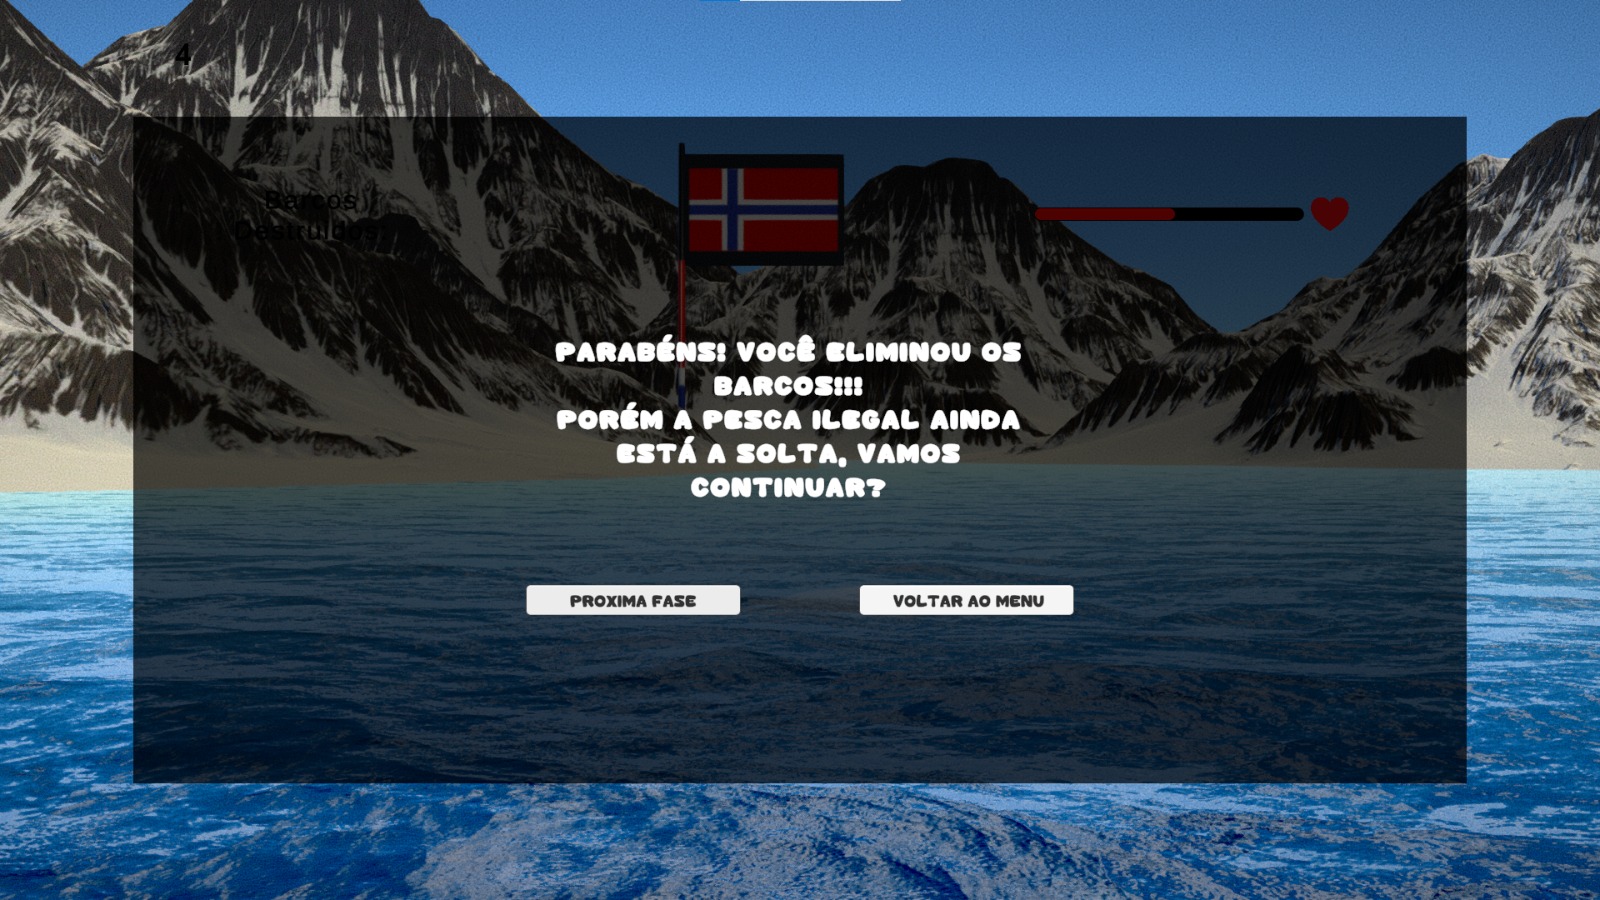 4
Barcos
Destruidos
PARABÉNS! VOCÊ ELIMINOU OS
BARCOS!!!
PORÉM A PESCA ILEGAL AINDA
ESTÁ A SOLTA, VAMOS
CONTINUAR?
PROXIMA FASE
VOLTAR AO MENU